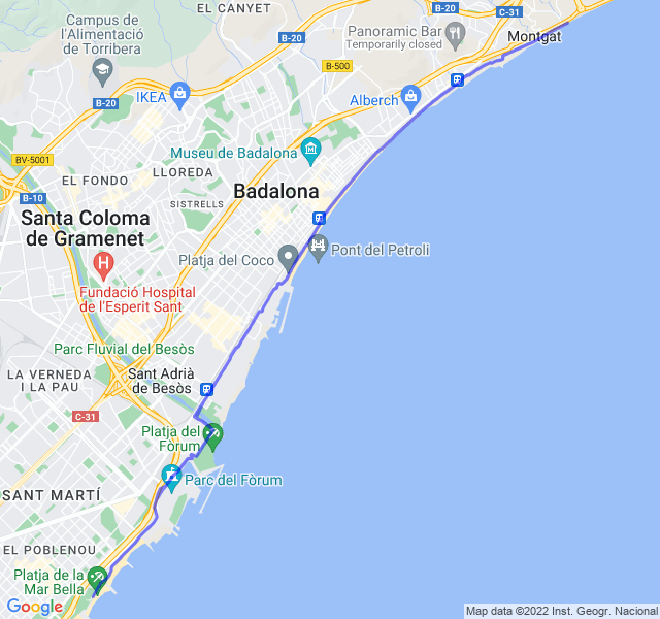 EL CANYET
Campus de
l'Alimentació
de Torribera
B-20
B-20
C-31
Panoramic Bar
Temporarily closed
Montgat
B-500
B-20
IKEA
Alberch
BV-5001
Museu de Badalona
LLOREDA
EL FONDO
Badalona
B-10
SISTRELLS
Santa Coloma
de Gramenet
Platja del Coco
Pont del Petroli
H
Fundació Hospital
de l'Esperit Sant
Parc Fluvial del Besòs
LA VERNEDA
I LA PAU
Sant Adrià
de Besòs
C-31
Platja del
Fòrum
Parc del Fòrum
SANT MARTÍ
EL POBLENOU
Platja de la
Mar Bella
Google
Map data ©2022 Inst. Geogr. Nacional